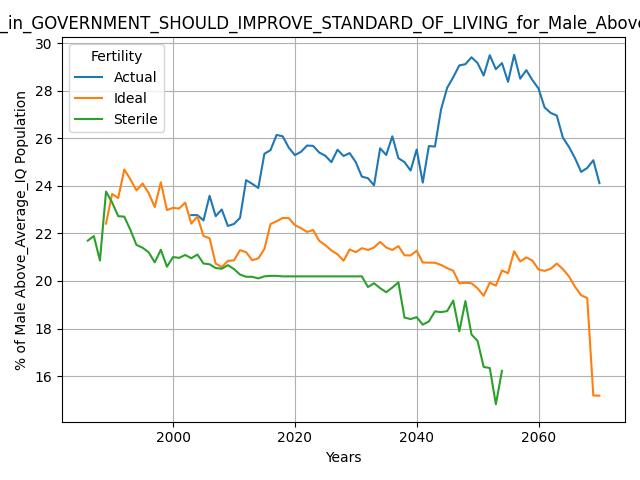 _in_GOVERNMENT_SHOULD_IMPROVE_STANDARD_OF_LIVING_for_Male_Above
Fertility
Actual
Ideal
Sterile
% of Male Above_Average_IQ Population
30
28
26
24
22
20
18
16
2000 2020 2040 2060
Years